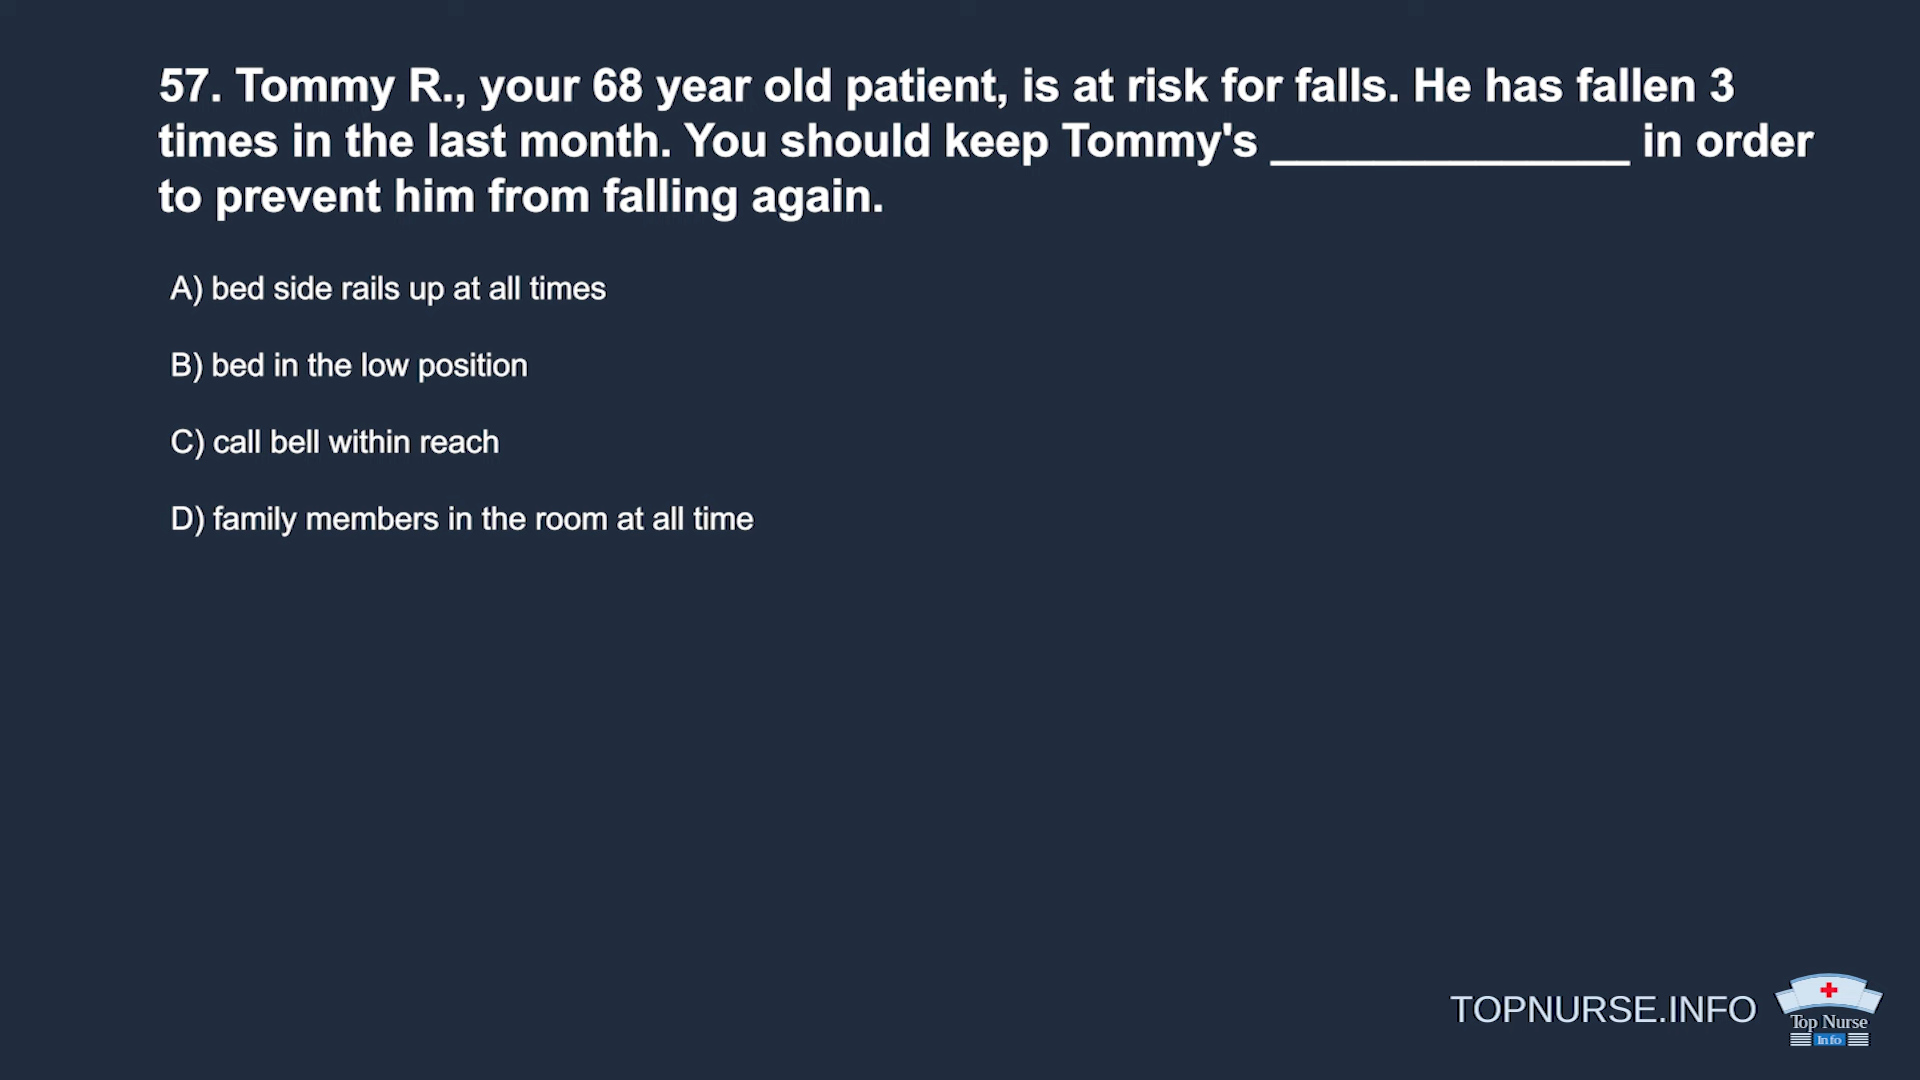 57. Tommy R., your 68 year old patient, is at risk for falls. He has fallen 3
times in the last month. You should keep Tommy's ______________ in order
to prevent him from falling again.
A) bed side rails up at all times
B) bed in the low position
C) call bell within reach
D) family members in the room at all time
TOPNURSE.INFO
Top Nurse
Info